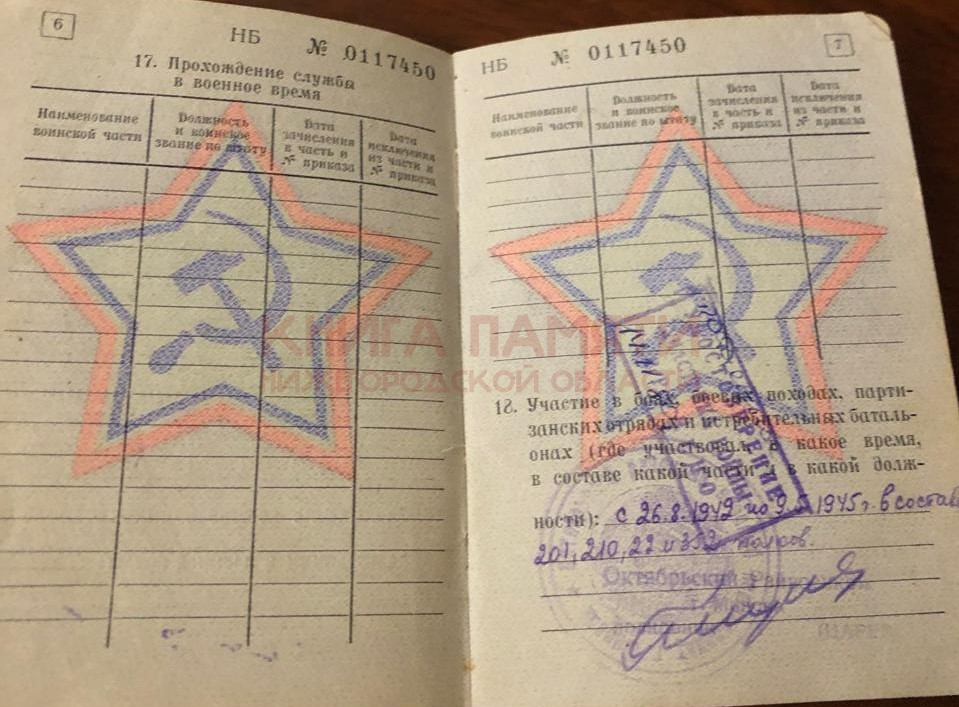 6
НБ № 0117450
17. Прохождение службы
в военное время
Наименование
воинской части
Должность
и воинское
звание по штату
Дата
зачисления
в часть и
№ приказа
Дата
исключения
из части и
№ приказа
НБ № 0117450
7
Наименование
воинской части
Должность
и воинское
звание по штату
Дата
зачисления
в часть и
№ приказа
Дата
исключения
из части и
№ приказа
КНИГА ПАМЯТИ
НИЖЕГОРОДСКОЙ ОБЛАСТИ
18. Участие в боях, боевых походах, парти-
занских отрядах и истребительных баталь-
онах (где участвовал, в какое время,
в составе какой части и в какой долж-
ности): с 26.8.1942 по 9.5.1945 г. в состав
201, 210, 22 и 352
Октябрьский